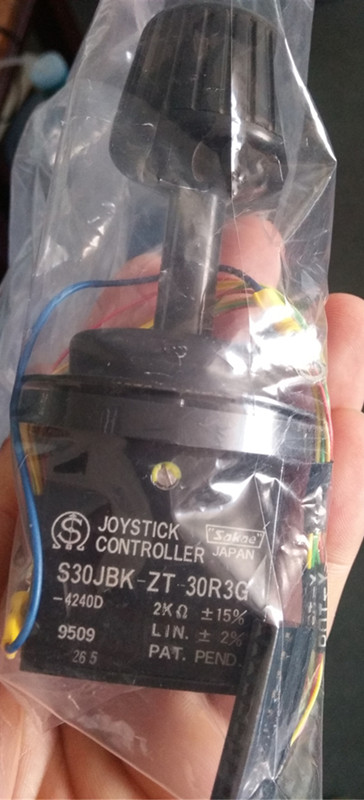 JOYSTICK
CONTROLLER
"Sakae"
JAPAN
S30JBK-ZT-30R3G
-4240D
2KΩ ±15%
9509
LIN. ± 2%
26 5
PAT. PEND.